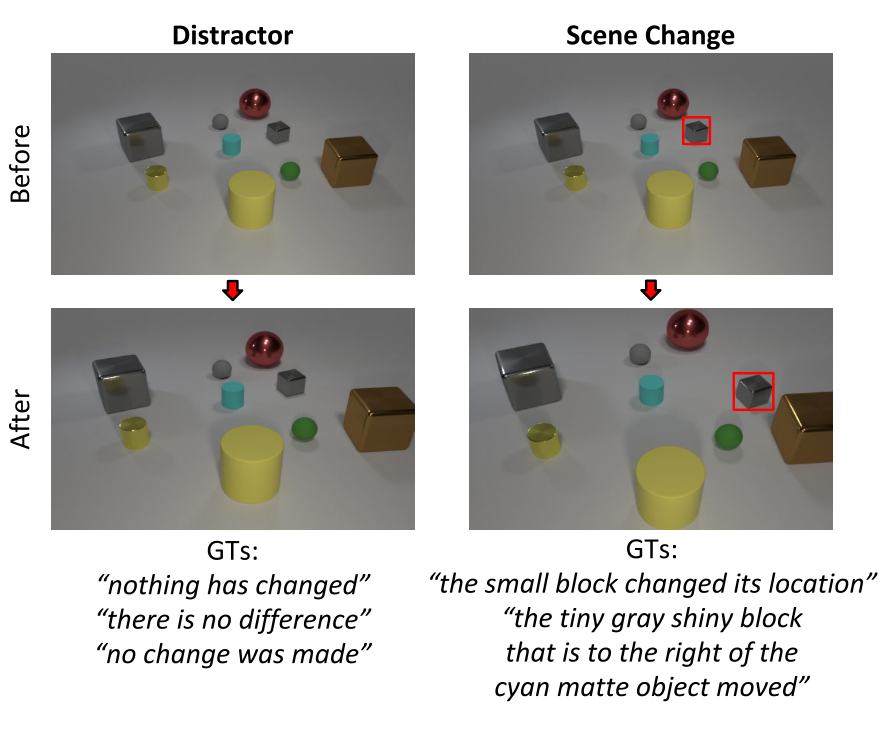 Distractor
Scene Change
Before
After
GTs:
“nothing has changed”
“there is no difference”
“no change was made”
GTs:
“the small block changed its location”
“the tiny gray shiny block
that is to the right of the
cyan matte object moved”